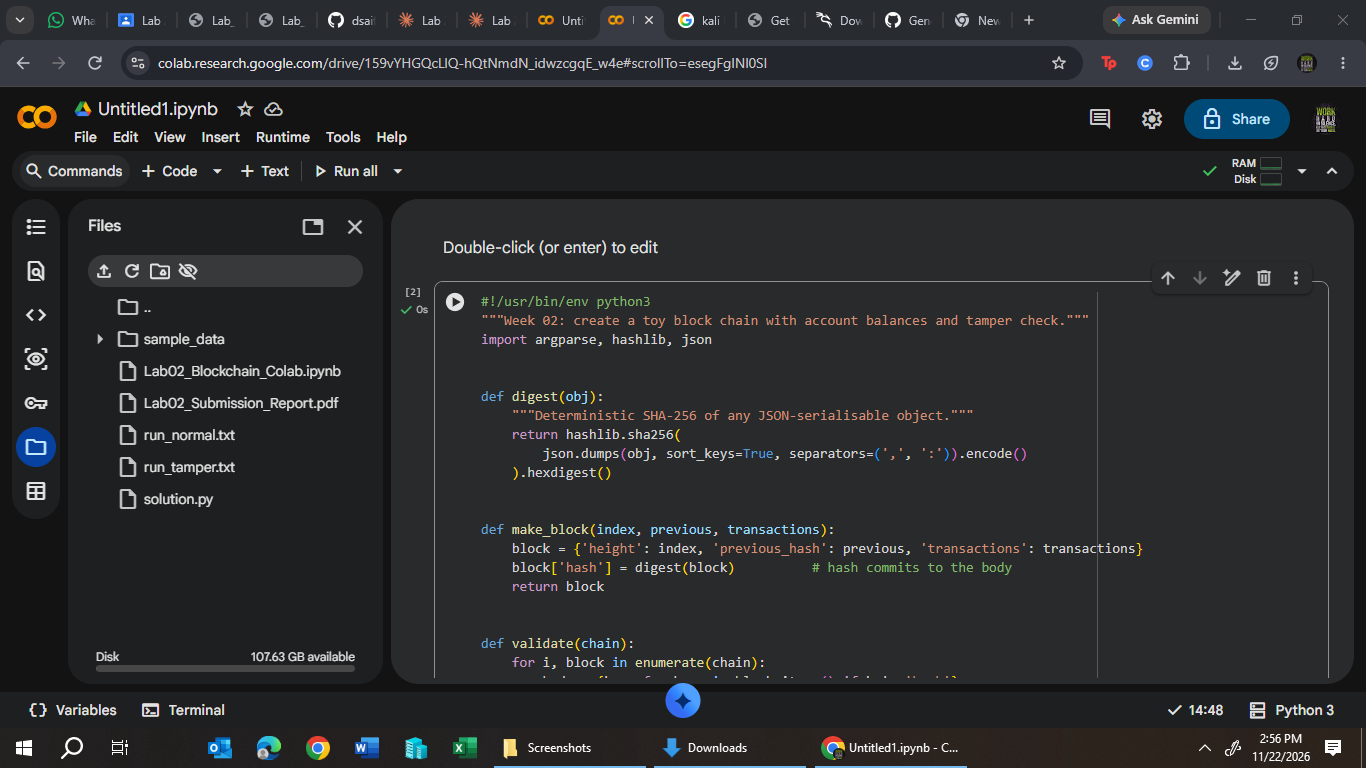 Wha
Lab
Lab_
Lab_
dsait
Lab
Lab
Unti
kali
Get
Dov
Gen
New
Ask Gemini
colab.research.google.com/drive/159vYHGQcLIQ-hQtNmdN_idwzcgqE_w4e#scrollTo=esegFgINI0SI
Tp
C
Untitled1.ipynb
File Edit View Insert Runtime Tools Help
Share
Commands + Code + Text Run all
RAM
Disk
Files
..
sample_data
Lab02_Blockchain_Colab.ipynb
Lab02_Submission_Report.pdf
run_normal.txt
run_tamper.txt
solution.py
Disk 107.63 GB available
Double-click (or enter) to edit
[2]
0s
#!/usr/bin/env python3
"""Week 02: create a toy block chain with account balances and tamper check."""
import argparse, hashlib, json
def digest(obj):
"""Deterministic SHA-256 of any JSON-serialisable object."""
return hashlib.sha256(
json.dumps(obj, sort_keys=True, separators=(',', ':')).encode()
).hexdigest()
def make_block(index, previous, transactions):
block = {'height': index, 'previous_hash': previous, 'transactions': transactions}
block['hash'] = digest(block) # hash commits to the body
return block
def validate(chain):
for i, block in enumerate(chain):
{} Variables Terminal
14:48 Python 3
Screenshots
Downloads
Untitled1.ipynb - C...
2:56 PM
11/22/2026